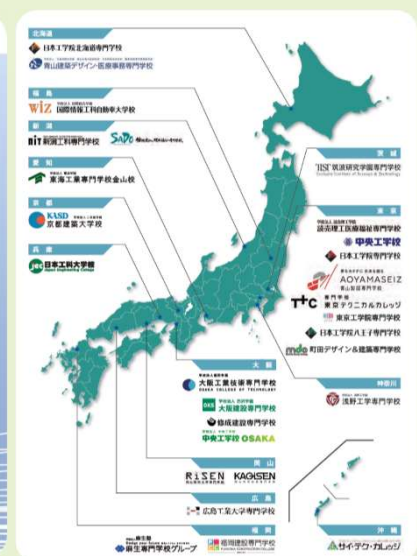 北海道
日本工学院北海道専門学校
青山建築デザイン・医療事務専門学校
福島
WiZ 国際情報工科自動車大学校
新潟
NIT 新潟工科専門学校
SADO
愛知
東海工業専門学校金山校
京都
KASD 京都建築大学校
兵庫
JEC 日本工科大学校
茨城
TIST 筑波研究学園専門学校
東京
読売理工医療福祉専門学校
中央工学校
日本工学院専門学校
AOYAMASEIZ
青山製図専門学校
TTC 専門学校
東京テクニカルカレッジ
東京工学院専門学校
日本工学院八王子専門学校
mdo 町田デザイン&建築専門学校
神奈川
浅野工学専門学校
大阪
大阪工業技術専門学校
OSAKA COLLEGE OF TECHNOLOGY
大阪建設専門学校
修成建設専門学校
中央工学校 OSAKA
岡山
RISEN
KAGISEN
広島
広島工業大学専門学校
福岡
麻生専門学校グループ
福岡建設専門学校
沖縄
サイ・テク・カレッジ